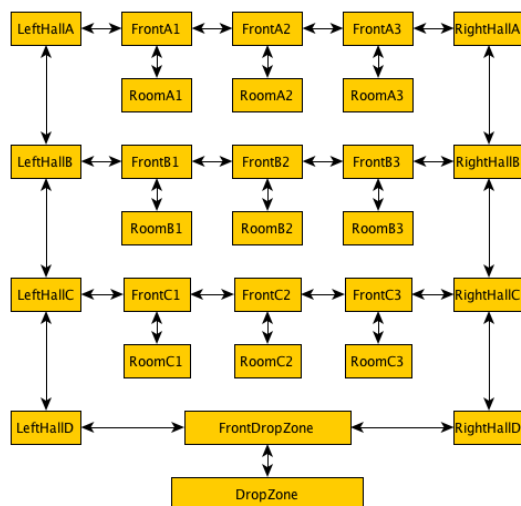 LeftHallA FrontA1 FrontA2 FrontA3 RightHallA
RoomA1 RoomA2 RoomA3
LeftHallB FrontB1 FrontB2 FrontB3 RightHallB
RoomB1 RoomB2 RoomB3
LeftHallC FrontC1 FrontC2 FrontC3 RightHallC
RoomC1 RoomC2 RoomC3
LeftHallD FrontDropZone RightHallD
DropZone